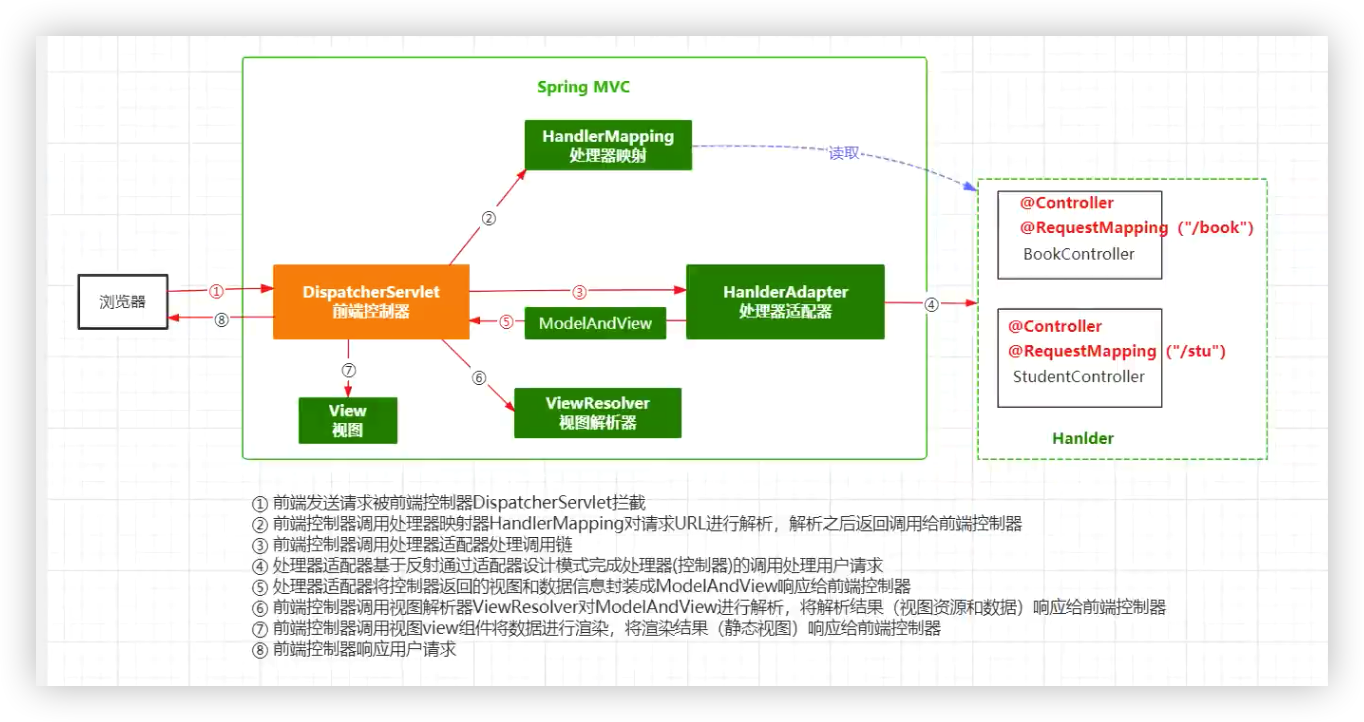 Spring MVC
HandlerMapping
处理器映射
读取
@Controller
@RequestMapping ("/book")
BookController
②
浏览器
①
⑧
DispatcherServlet
前端控制器
③
⑤
ModelAndView
HanlderAdapter
处理器适配器
④
@Controller
@RequestMapping ("/stu")
StudentController
⑦
⑥
View
视图
ViewResolver
视图解析器
Hanlder
① 前端发送请求被前端控制器DispatcherServlet拦截
② 前端控制器调用处理器映射器HandlerMapping对请求URL进行解析，解析之后返回调用给前端控制器
③ 前端控制器调用处理器适配器处理调用链
④ 处理器适配器基于反射通过适配器设计模式完成处理器(控制器)的调用处理用户请求
⑤ 处理器适配器将控制器返回的视图和数据信息封装成ModelAndView响应给前端控制器
⑥ 前端控制器调用视图解析器ViewResolver对ModelAndView进行解析，将解析结果（视图资源和数据）响应给前端控制器
⑦ 前端控制器调用视图view组件将数据进行渲染，将渲染结果（静态视图）响应给前端控制器
⑧ 前端控制器响应用户请求